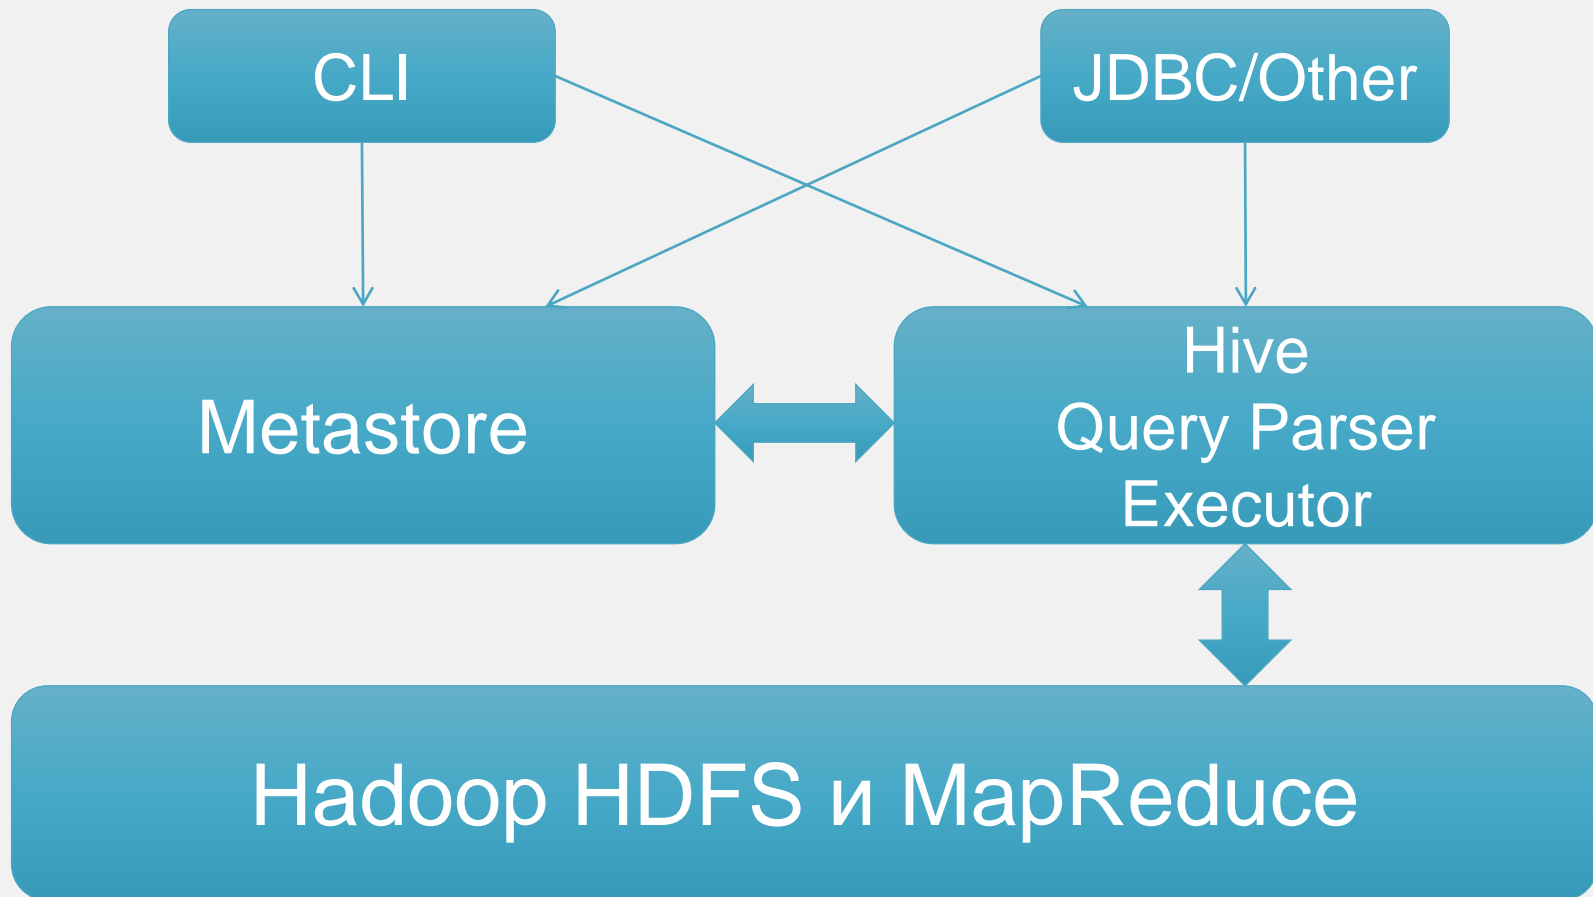 CLI
JDBC/Other
Metastore
Hive
Query Parser
Executor
Hadoop HDFS и MapReduce